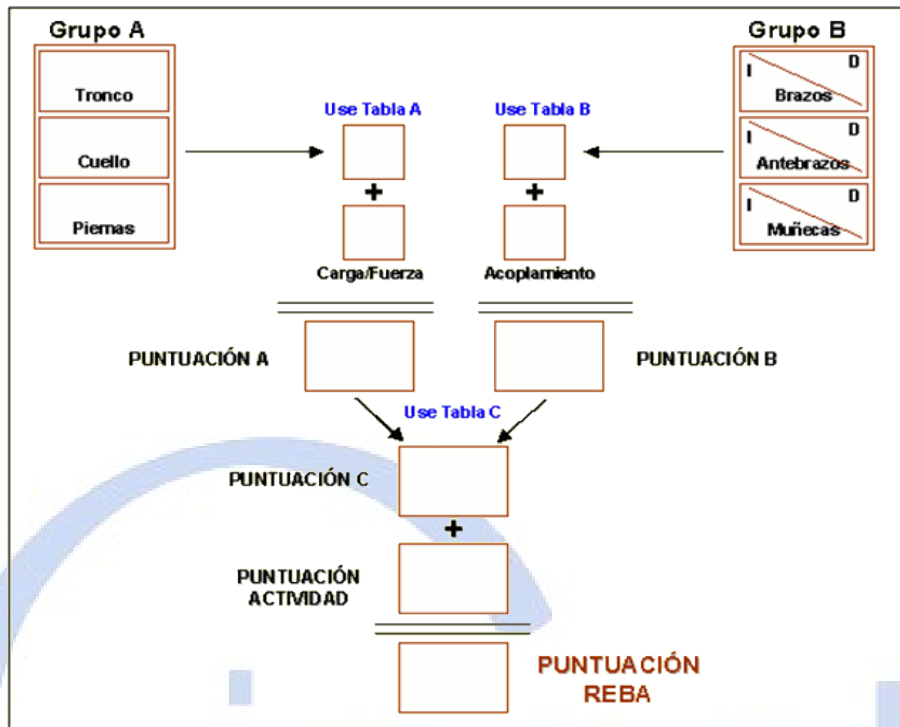 Grupo A
Grupo B
Tronco
Cuello
Piernas
I D
Brazos
I D
Antebrazos
I D
Muñecas
Use Tabla A
Use Tabla B
+
+
Carga/Fuerza
Acoplamiento
PUNTUACIÓN A
PUNTUACIÓN B
Use Tabla C
PUNTUACIÓN C
+
PUNTUACIÓN
ACTIVIDAD
PUNTUACIÓN
REBA